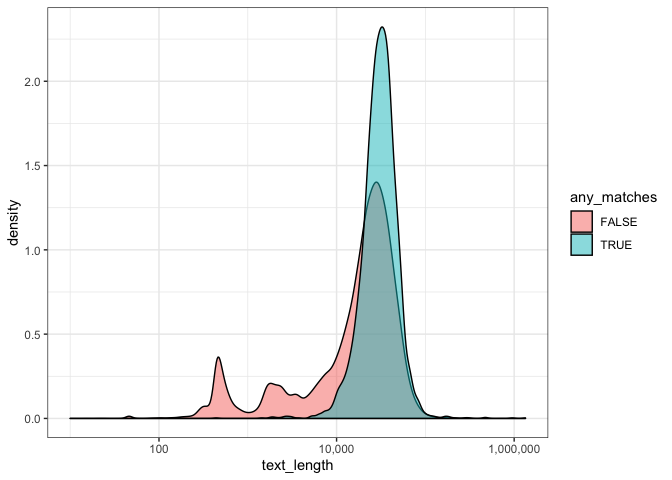 2.0
1.5
1.0
0.5
0.0
density
100
10,000
1,000,000
text_length
any_matches
FALSE
TRUE